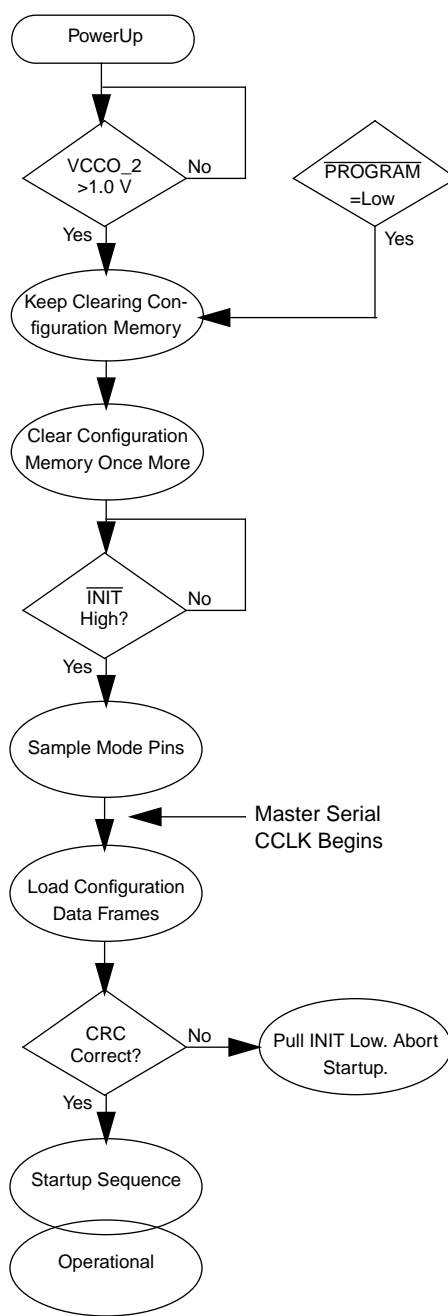 PowerUp
VCCO_2
>1.0 V
No
Yes
PROGRAM
=Low
Yes
Keep Clearing Con-
figuration Memory
Clear Configuration
Memory Once More
INIT
High?
No
Yes
Sample Mode Pins
Master Serial
CCLK Begins
Load Configuration
Data Frames
CRC
Correct?
No
Yes
Pull INIT Low. Abort
Startup.
Startup Sequence
Operational